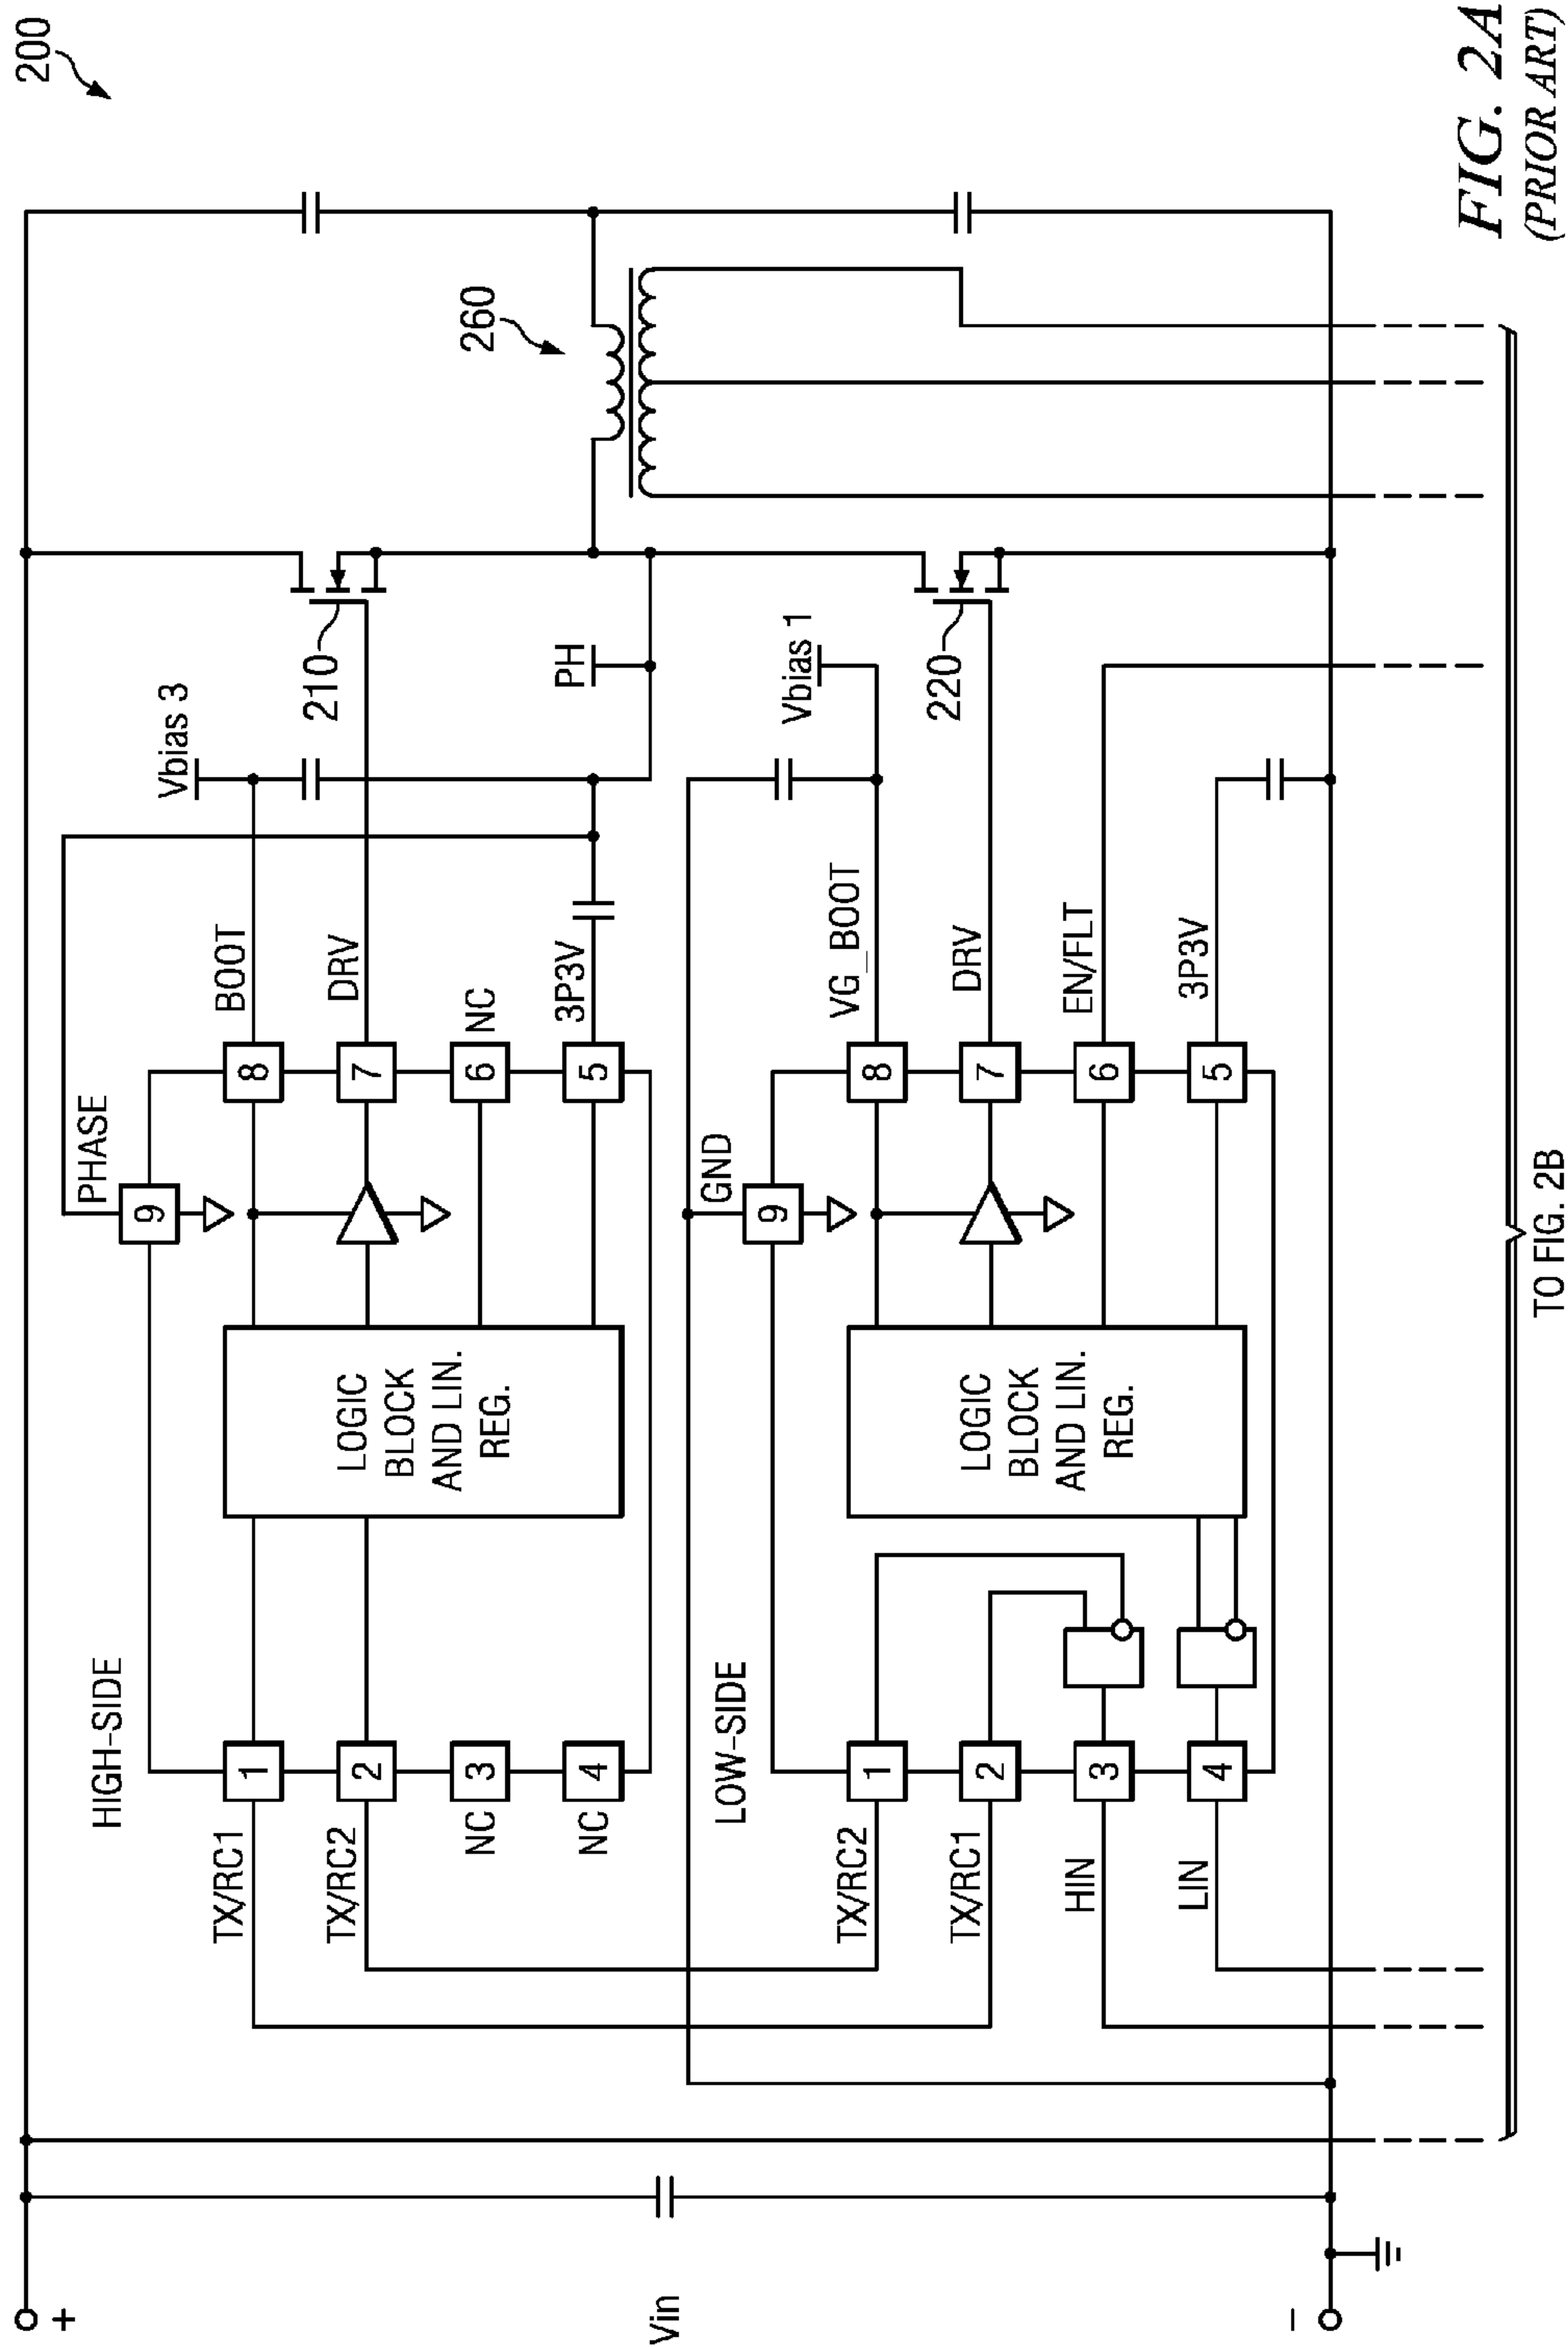 200
+
Vin
−
HIGH-SIDE
PHASE
9
TX/RC1
1
TX/RC2
2
NC
3
NC
4
LOGIC
BLOCK
AND LIN.
REG.
8
BOOT
7
DRV
6
NC
5
3P3V
Vbias 3
210
PH
260
LOW-SIDE
GND
9
TX/RC2
1
TX/RC1
2
HIN
3
LIN
4
LOGIC
BLOCK
AND LIN.
REG.
8
VG_BOOT
7
DRV
6
EN/FLT
5
3P3V
Vbias 1
220
TO FIG. 2B
FIG. 2A
(PRIOR ART)